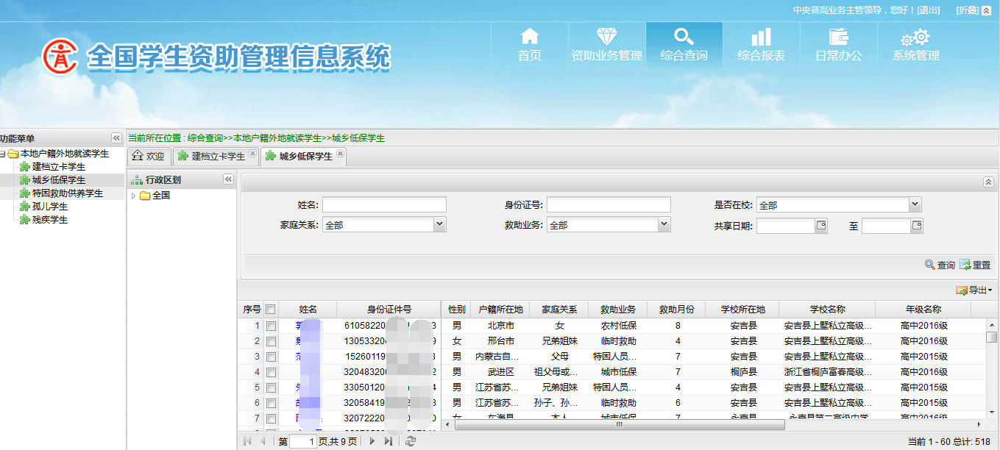 中央普高业务主管领导，您好！[退出] [折叠]
全国学生资助管理信息系统
首页 资助业务管理 综合查询 综合报表 日常办公 系统管理
功能菜单
当前所在位置：综合查询>>本地户籍外地就读学生>>城乡低保学生
本地户籍外地就读学生
建档立卡学生
城乡低保学生
特困救助供养学生
孤儿学生
残疾学生
欢迎 建档立卡学生 城乡低保学生
行政区划
全国
姓名: 身份证号: 是否在校: 全部
家庭关系: 全部 救助业务: 全部 共享日期: 至
查询 重置
导出
序号 姓名 身份证件号 性别 户籍所在地 家庭关系 救助业务 救助月份 学校所在地 学校名称 年级名称
1 61058220 3 男 北京市 女 农村低保 8 安吉县 安吉县上墅私立高级... 高中2016级
2 13053320 9 女 邢台市 兄弟姐妹 临时救助 4 安吉县 安吉县上墅私立高级... 高中2016级
3 15260119 3 男 内蒙古自... 父母 特困人员... 7 安吉县 安吉县上墅私立高级... 高中2015级
4 32048320 2 男 武进区 祖父母或... 城市低保 7 桐庐县 浙江省桐庐富春高级... 高中2016级
5 33050120 4 男 江苏省苏... 兄弟姐妹 特困人员... 4 安吉县 安吉县上墅私立高级... 高中2015级
6 32058419 3 男 江苏省苏... 孙子、孙... 临时救助 6 安吉县 安吉县上墅私立高级... 高中2015级
7 32072220 0 女 东海县 本人 城市低保 7 永嘉县 永嘉县第二高级中学 高中2016级
第 1 页,共 9 页 当前 1 - 60 总计: 518